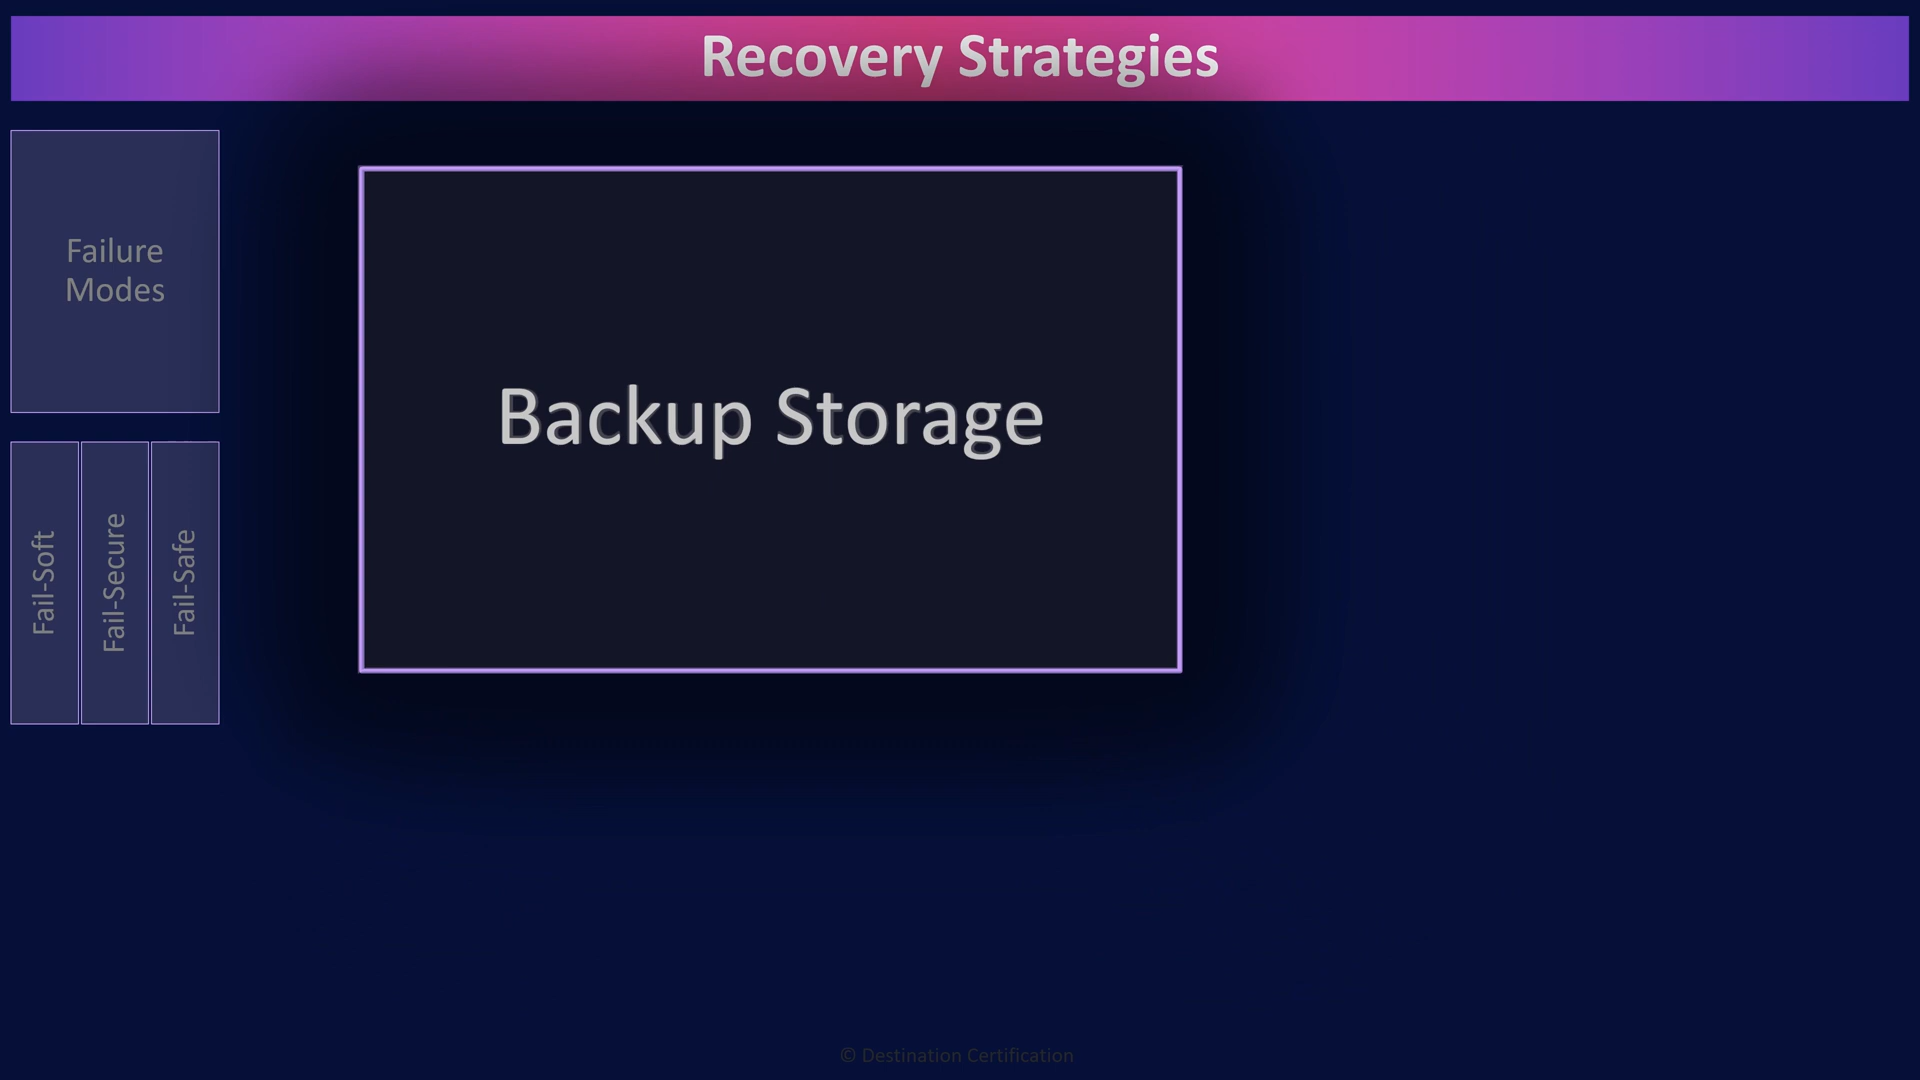 Recovery Strategies
Failure
Modes
Backup Storage
Fail-Soft
Fail-Secure
Fail-Safe
© Destination Certification